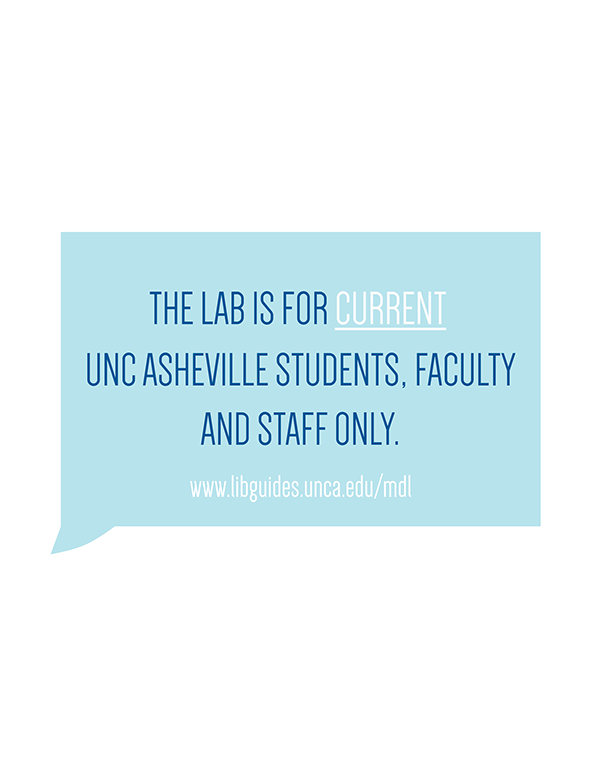 THE LAB IS FOR CURRENT
UNC ASHEVILLE STUDENTS, FACULTY
AND STAFF ONLY.
www.libguides.unca.edu/mdl